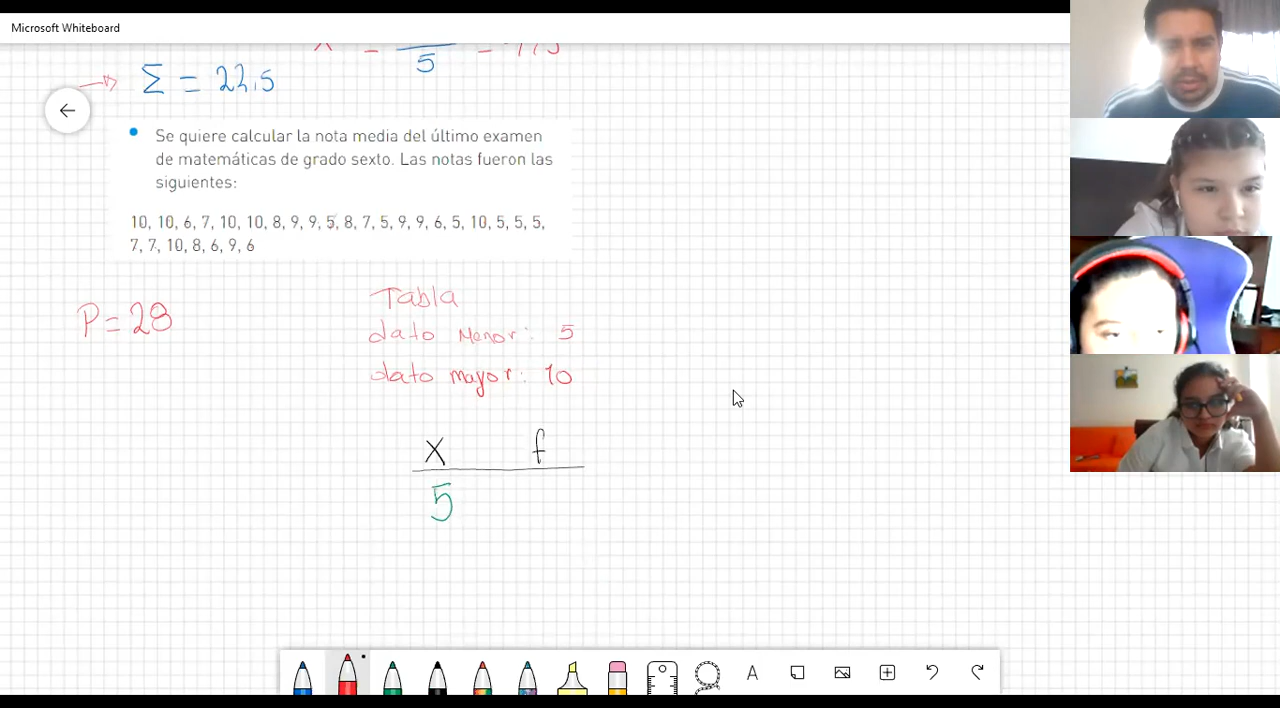 Microsoft Whiteboard
5
Σ = 22,5
Se quiere calcular la nota media del último examen
de matemáticas de grado sexto. Las notas fueron las
siguientes:
10, 10, 6, 7, 10, 10, 8, 9, 9, 5, 8, 7, 5, 9, 9, 6, 5, 10, 5, 5, 5,
7, 7, 10, 8, 6, 9, 6
P = 28
Tabla
dato Menor: 5
dato mayor: 10
X f
5
A